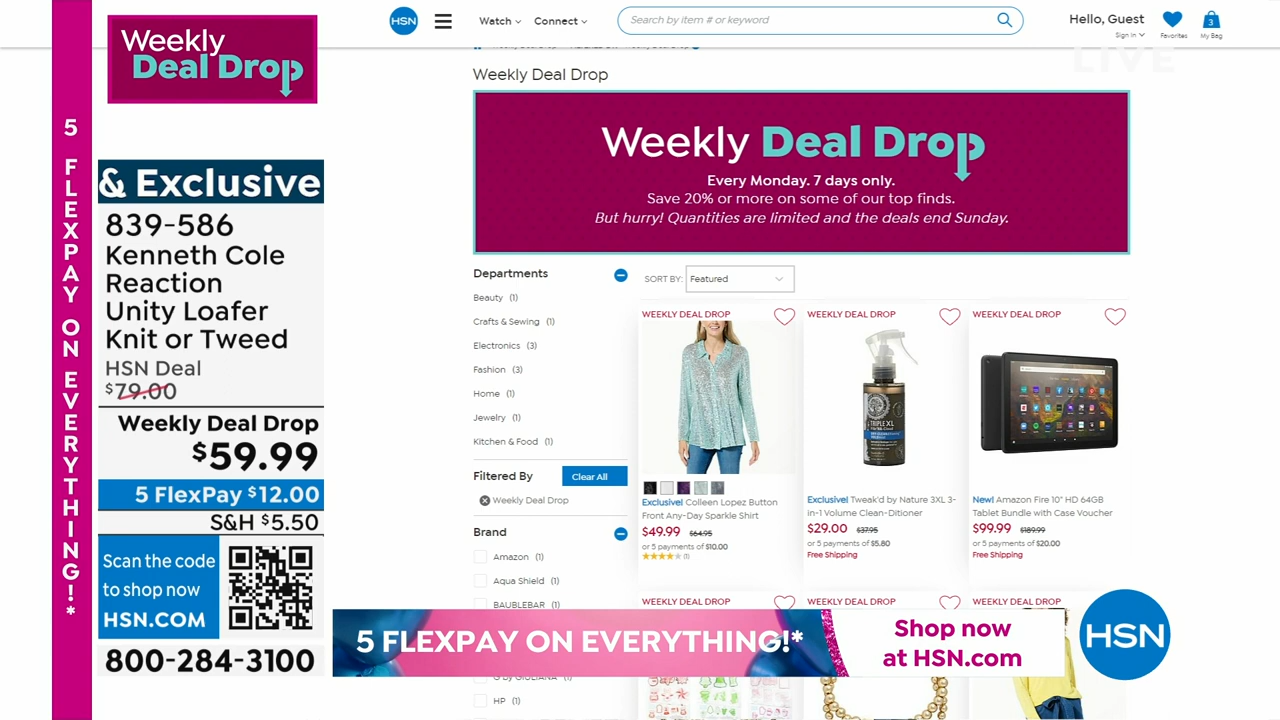 5 FLEXPAY ON EVERYTHING!*
Weekly
Deal Drop
& Exclusive
839-586
Kenneth Cole
Reaction
Unity Loafer
Knit or Tweed
HSN Deal
$79.00
Weekly Deal Drop
$59.99
5 FlexPay $12.00
S&H $5.50
Scan the code
to shop now
HSN.COM
800-284-3100
HSN
Watch
Connect
Search by item # or keyword
Hello, Guest
Sign In
Favorites
3
My Bag
LIVE
Weekly Deal Drop
Weekly Deal Drop
Every Monday. 7 days only.
Save 20% or more on some of our top finds.
But hurry! Quantities are limited and the deals end Sunday.
Departments
Beauty (1)
Crafts & Sewing (1)
Electronics (3)
Fashion (3)
Home (1)
Jewelry (1)
Kitchen & Food (1)
Filtered By
Clear All
Weekly Deal Drop
Brand
Amazon (1)
Aqua Shield (1)
BAUBLEBAR (1)
G by GIULIANA (1)
HP (1)
SORT BY: Featured
WEEKLY DEAL DROP
Exclusive! Colleen Lopez Button
Front Any-Day Sparkle Shirt
$49.99 $64.95
or 5 payments of $10.00
(1)
WEEKLY DEAL DROP
TRIPLE XL
Exclusive! Tweak'd by Nature 3XL 3-
in-1 Volume Clean-Ditioner
$29.00 $37.95
or 5 payments of $5.80
Free Shipping
WEEKLY DEAL DROP
New! Amazon Fire 10" HD 64GB
Tablet Bundle with Case Voucher
$99.99 $189.99
or 5 payments of $20.00
Free Shipping
WEEKLY DEAL DROP
WEEKLY DEAL DROP
WEEKLY DEAL DROP
5 FLEXPAY ON EVERYTHING!*
Shop now
at HSN.com
HSN